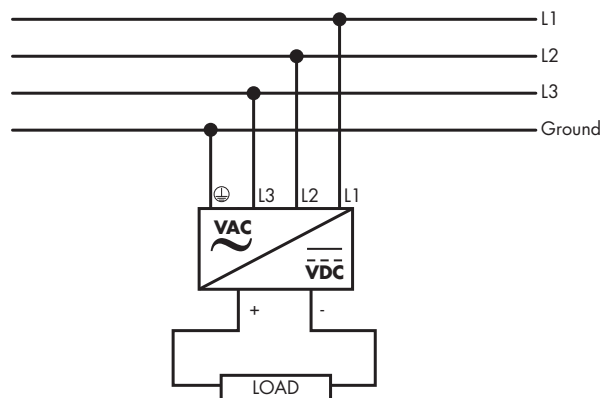 L1
L2
L3
Ground
L3 L2 L1
VAC
VDC
+ -
LOAD